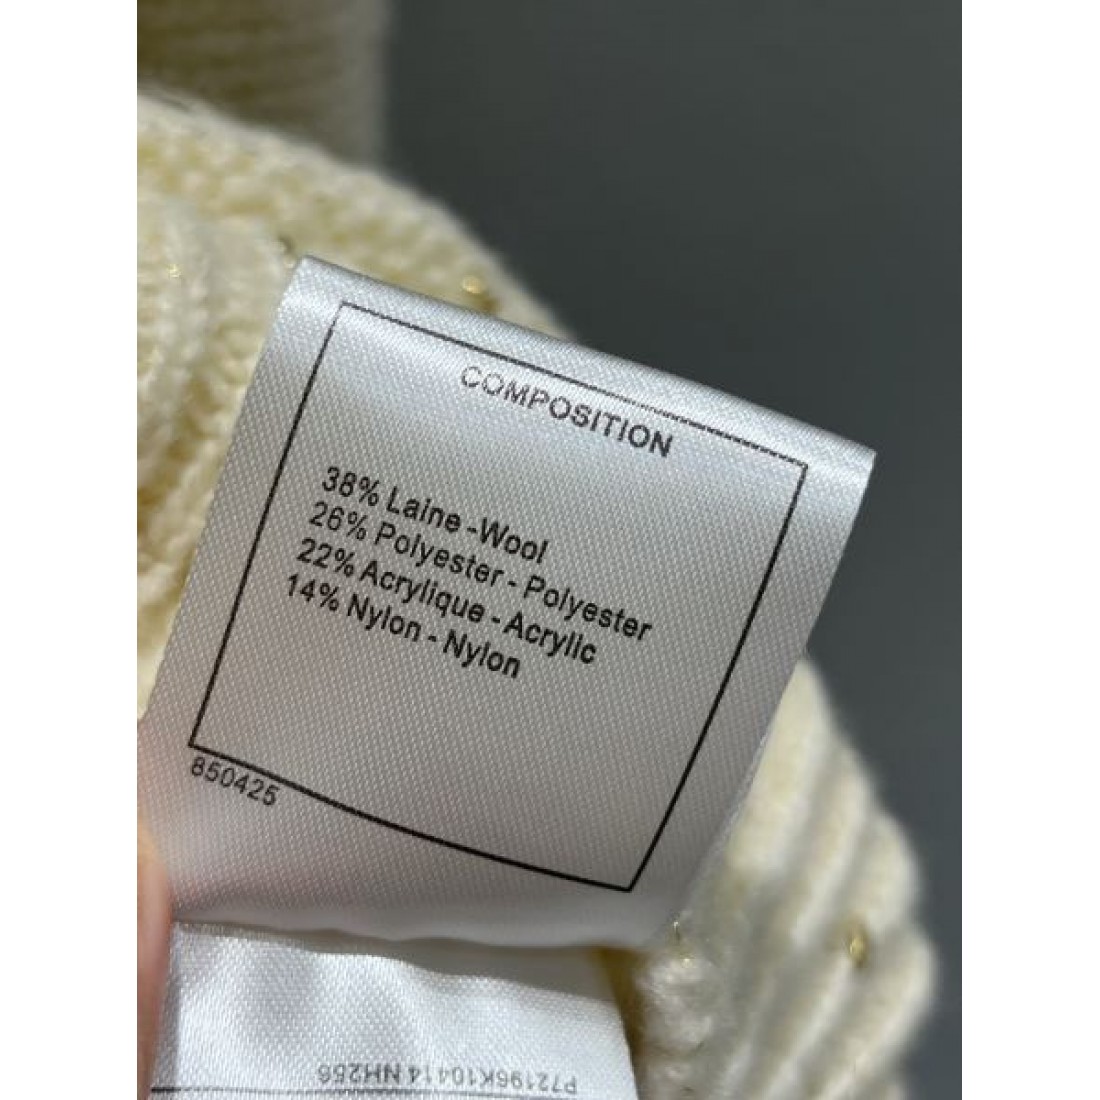 COMPOSITION
38% Laine - Wool
26% Polyester - Polyester
22% Acrylique - Acrylic
14% Nylon - Nylon
850425
P72196K10414 NH256